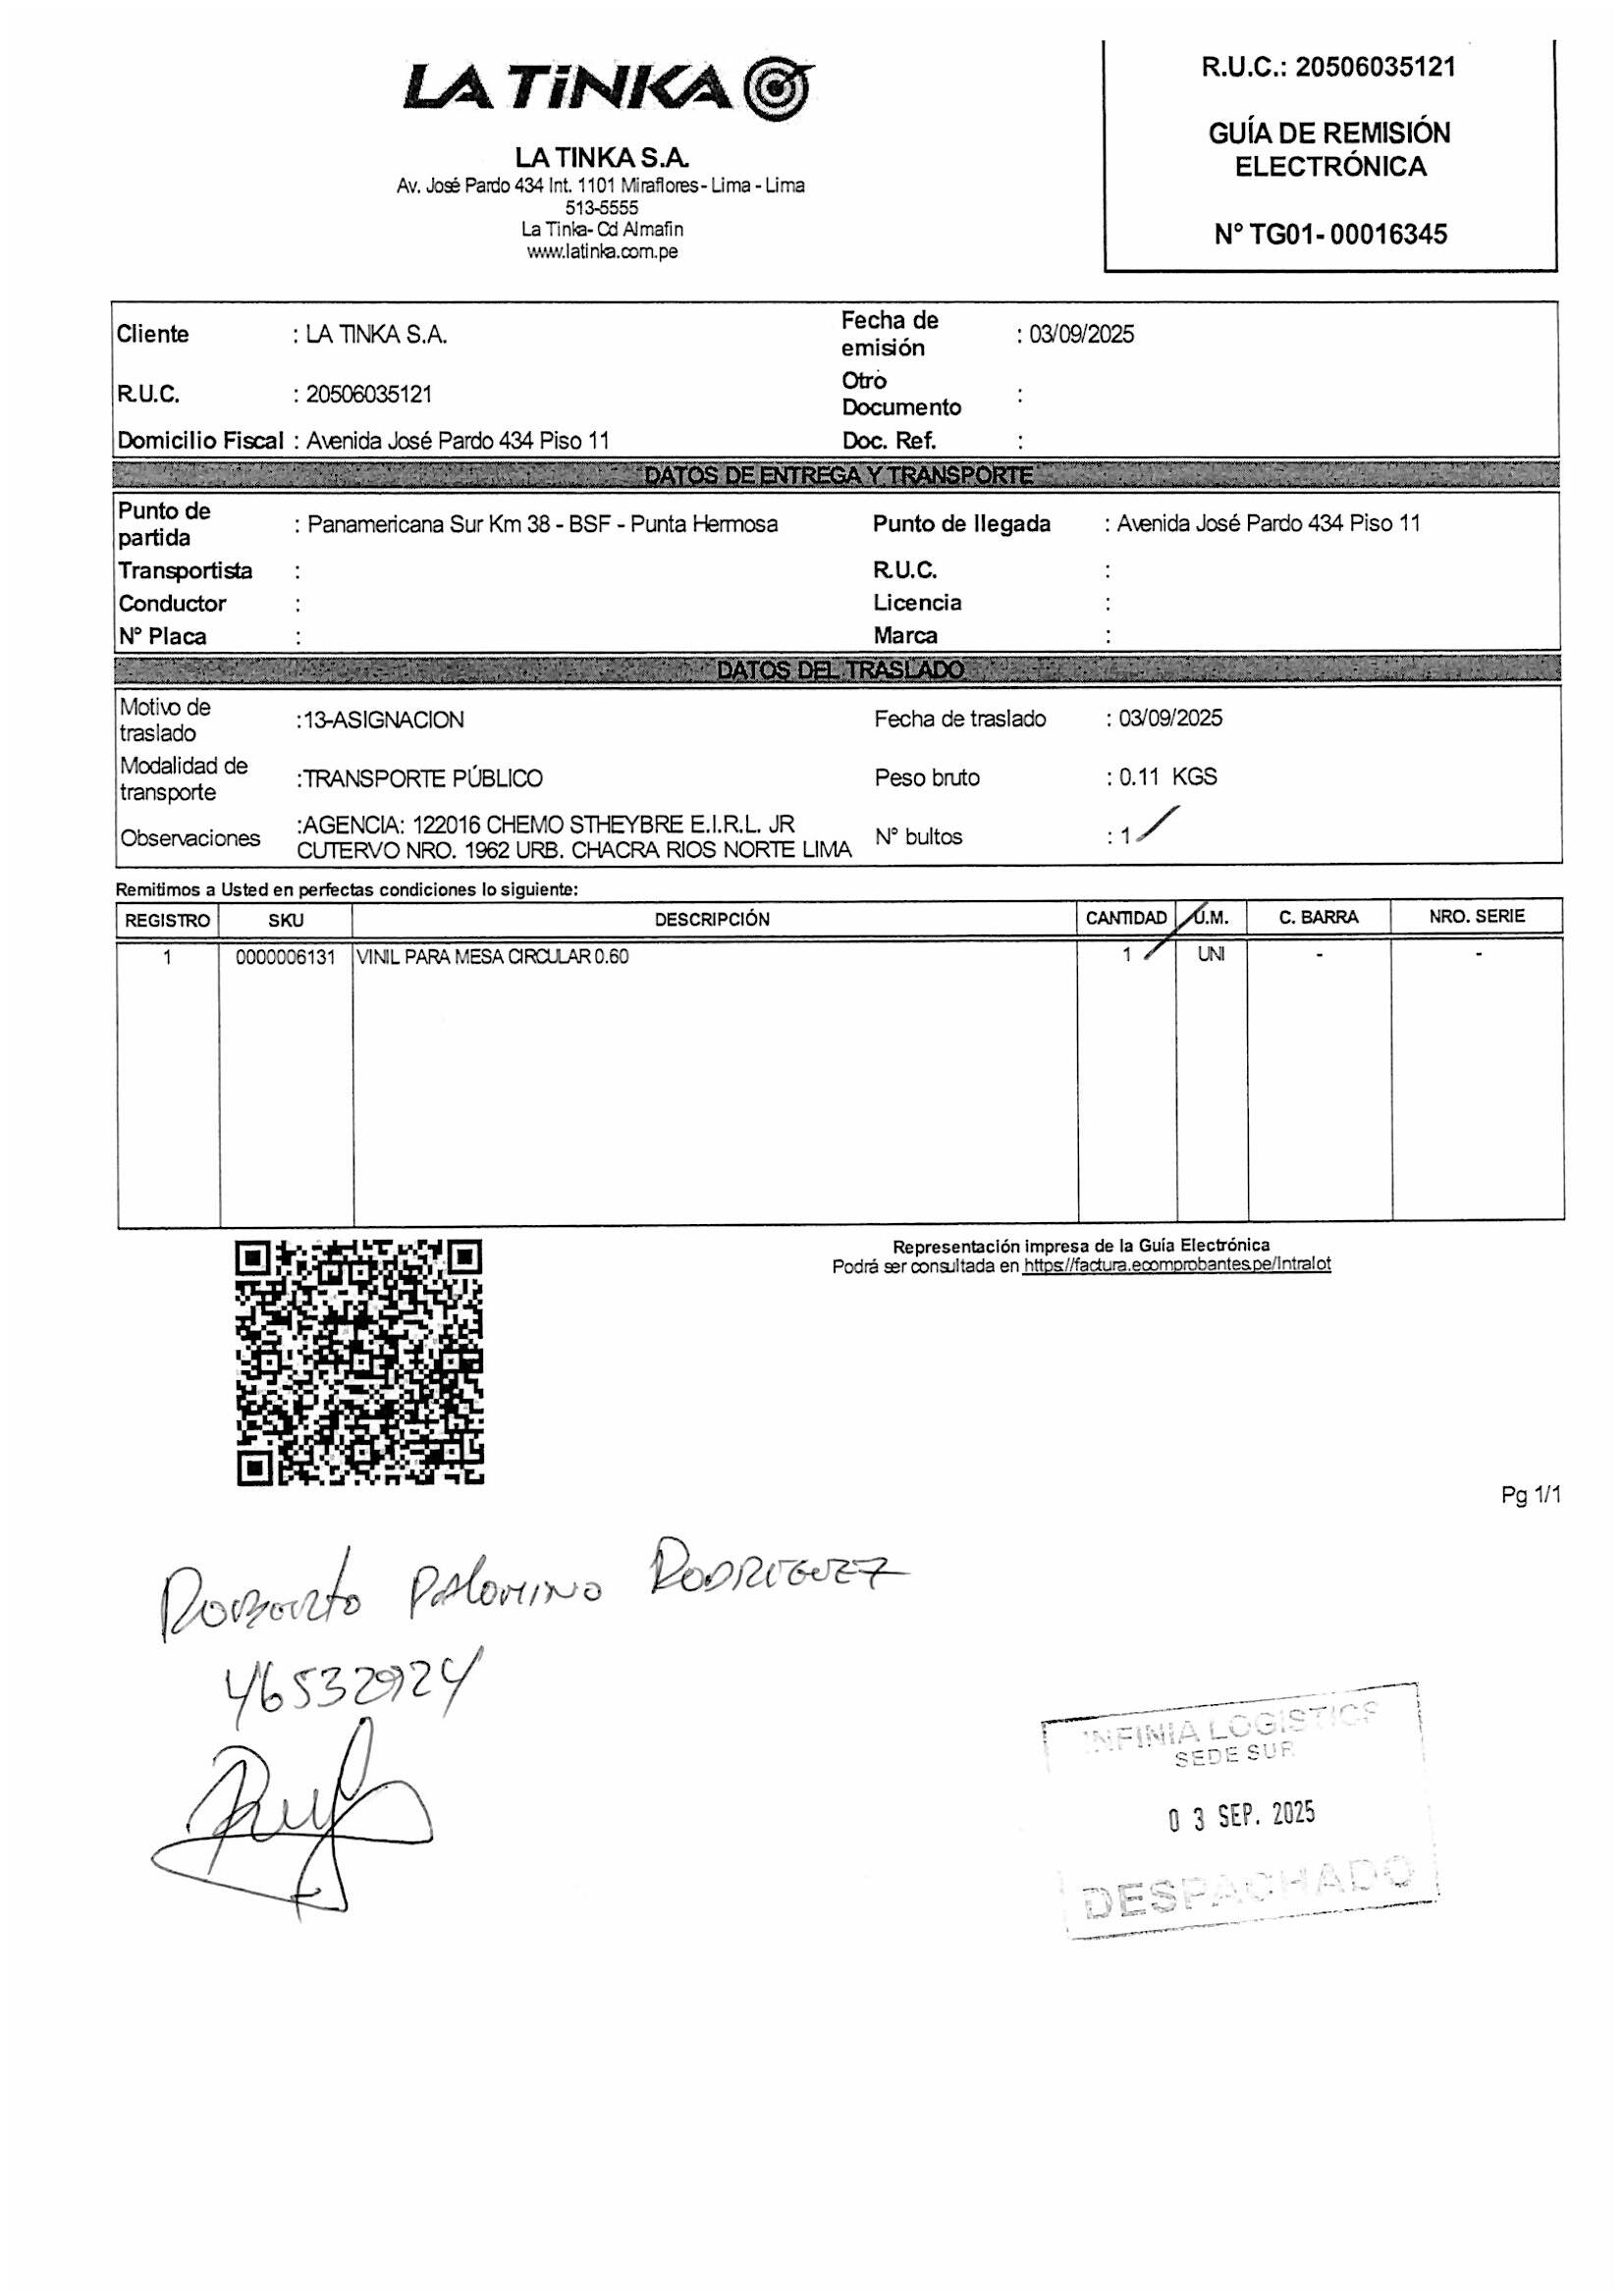 LA TiNKA
R.U.C.: 20506035121
GUÍA DE REMISIÓN
ELECTRÓNICA
N° TG01- 00016345
LA TINKA S.A.
Av. José Pardo 434 Int. 1101 Miraflores- Lima - Lima
513-5555
La Tinka- Cd Almafin
www.latinka.com.pe
Cliente : LA TINKA S.A. Fecha de emisión : 03/09/2025
R.U.C. : 20506035121 Otro Documento :
Domicilio Fiscal : Avenida José Pardo 434 Piso 11 Doc. Ref. :
DATOS DE ENTREGA Y TRANSPORTE
Punto de partida : Panamericana Sur Km 38 - BSF - Punta Hermosa Punto de llegada : Avenida José Pardo 434 Piso 11
Transportista : R.U.C. :
Conductor : Licencia :
N° Placa : Marca :
DATOS DEL TRASLADO
Motivo de traslado :13-ASIGNACION Fecha de traslado : 03/09/2025
Modalidad de transporte :TRANSPORTE PÚBLICO Peso bruto : 0.11 KGS
Observaciones :AGENCIA: 122016 CHEMO STHEYBRE E.I.R.L. JR CUTERVO NRO. 1962 URB. CHACRA RIOS NORTE LIMA N° bultos : 1
Remitimos a Usted en perfectas condiciones lo siguiente:
REGISTRO SKU DESCRIPCIÓN CANTIDAD U.M. C. BARRA NRO. SERIE
1 0000006131 VINIL PARA MESA CIRCULAR 0.60 1 UNI - -
Representación impresa de la Guía Electrónica
Podrá ser consultada en https://factura.ecomprobantes.pe/Intralot
Pg 1/1
Roberto Palomino Rodriguez
46532924
INFINIA LOGISTICS
SEDE SUR
03 SEP. 2025
DESPACHADO